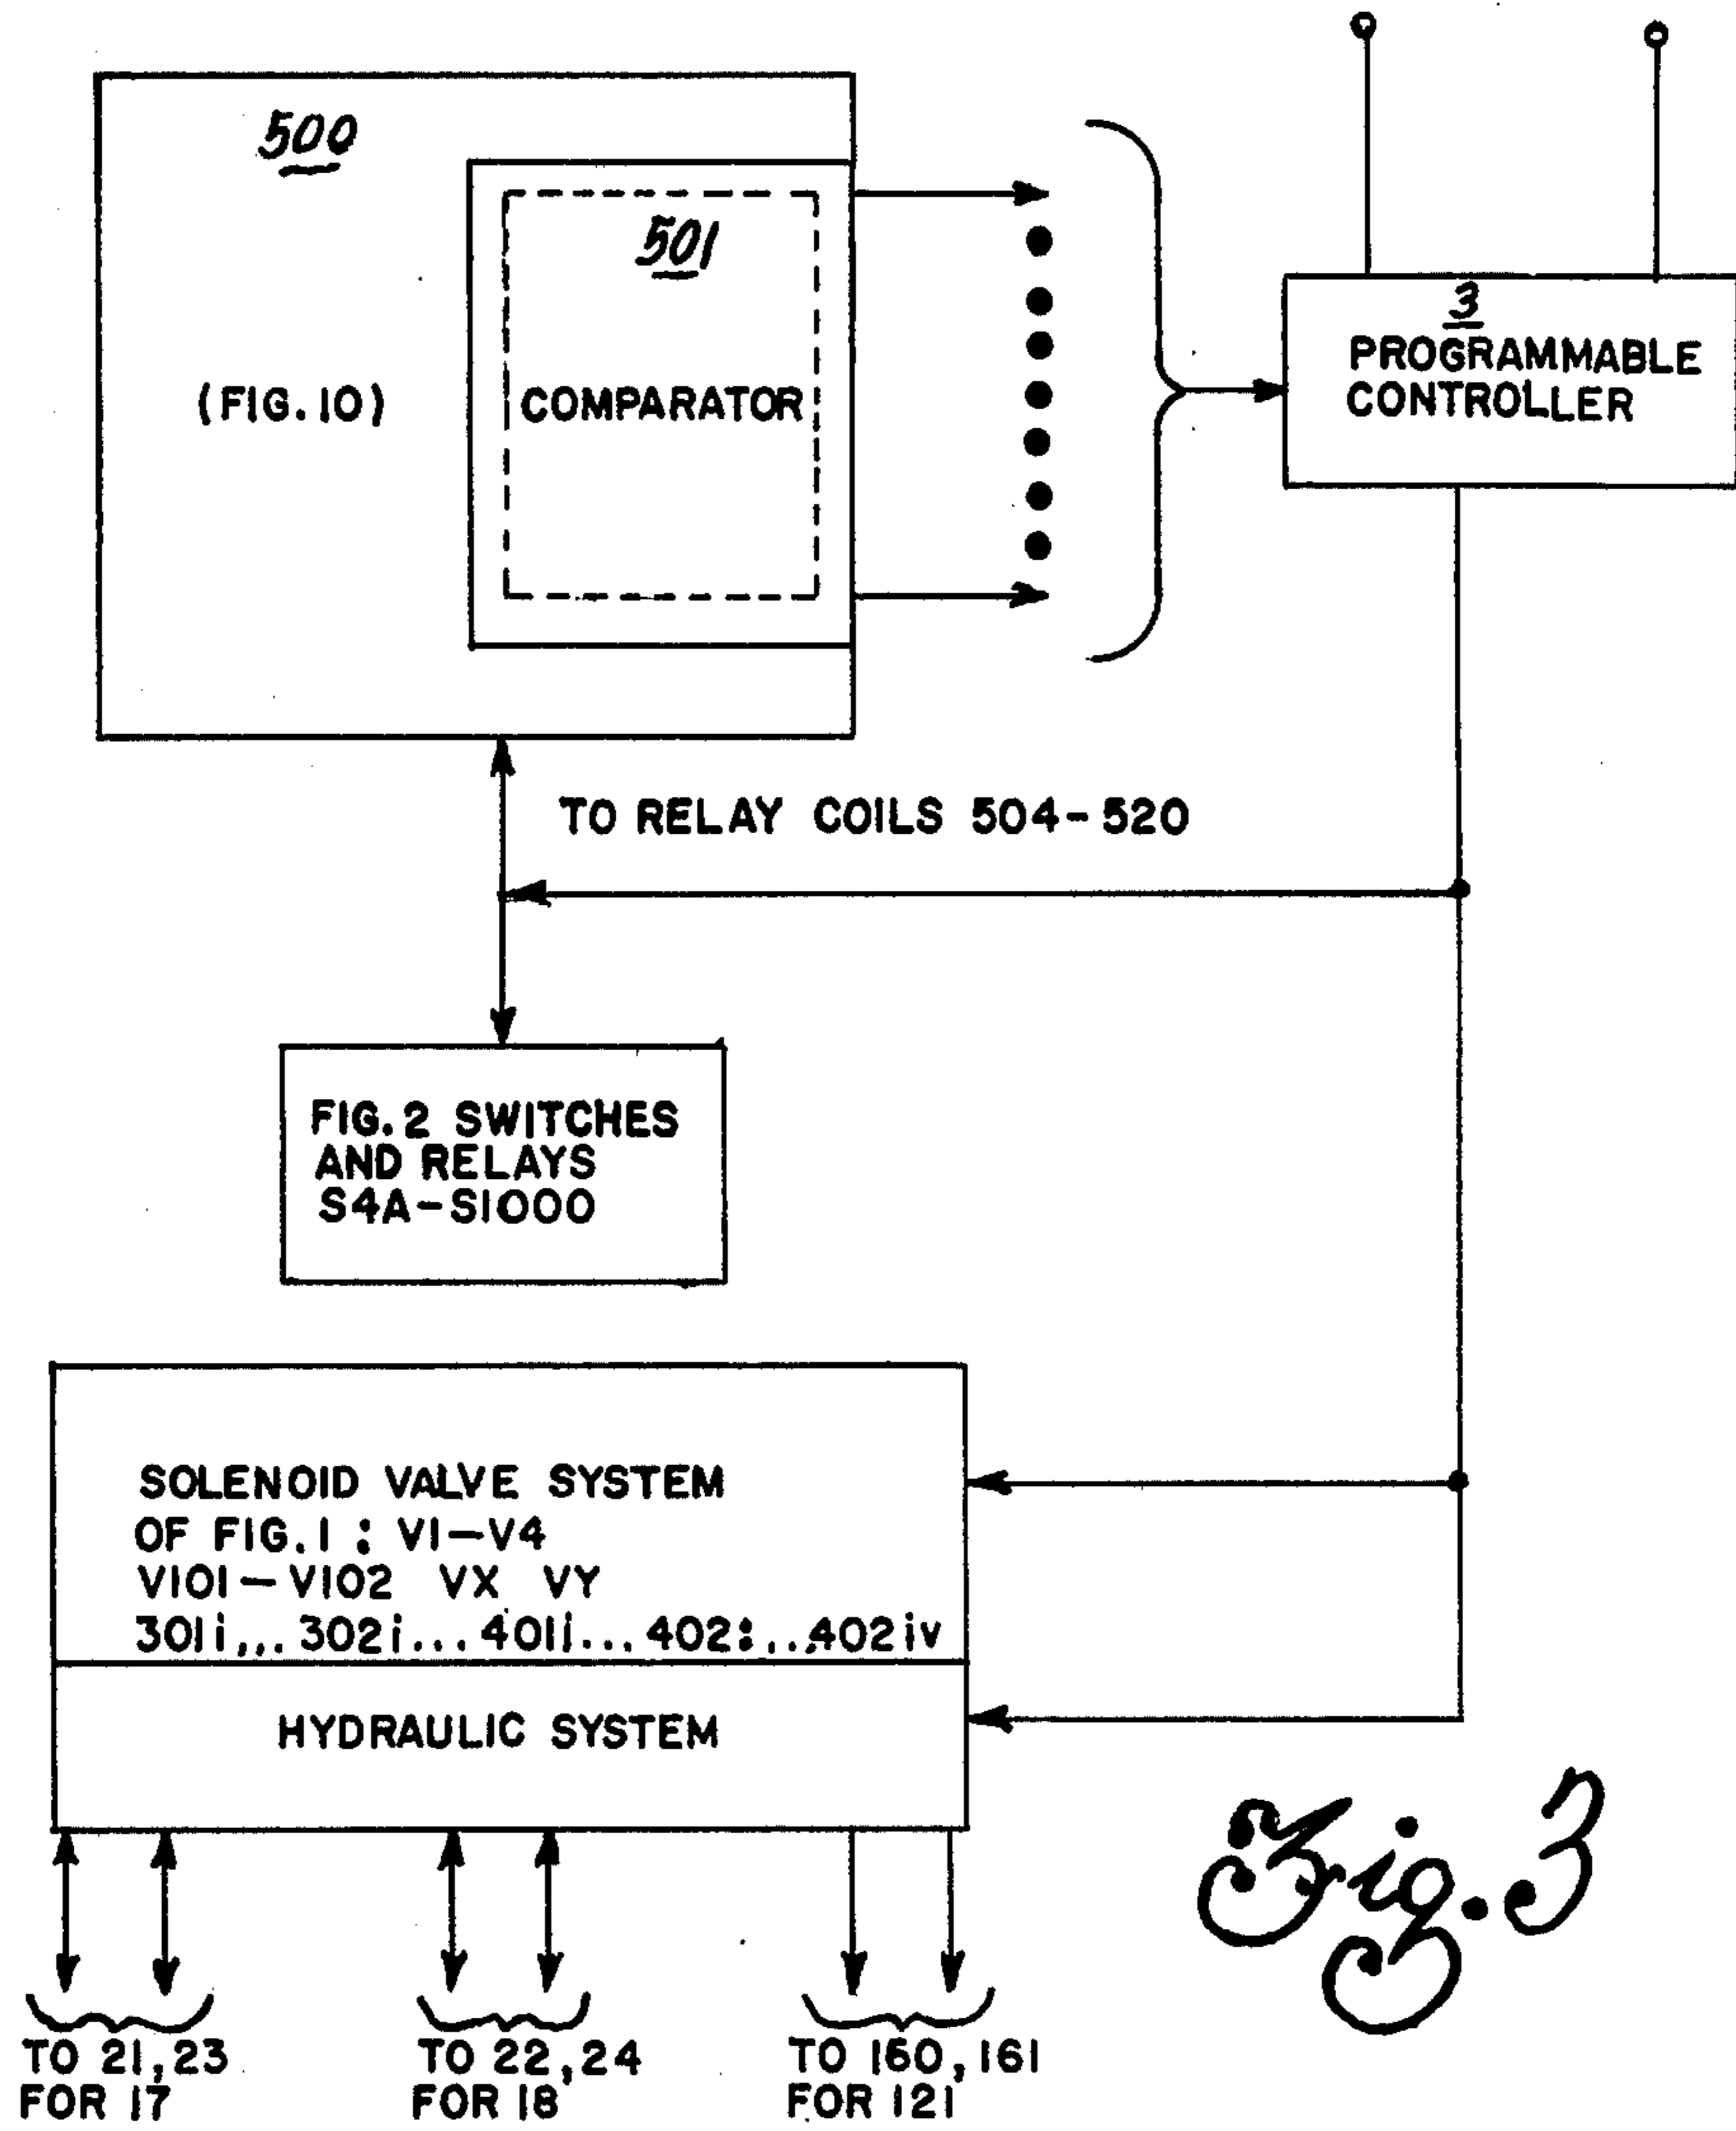 500
501
(FIG. 10)
COMPARATOR
3
PROGRAMMABLE
CONTROLLER
TO RELAY COILS 504-520
FIG. 2 SWITCHES
AND RELAYS
S4A-S1000
SOLENOID VALVE SYSTEM
OF FIG. 1 : V1-V4
V101-V102 VX VY
301i,.. 302i... 401i... 402:..,402iv
HYDRAULIC SYSTEM
TO 21,23
FOR 17
TO 22,24
FOR 18
TO 160, 161
FOR 121
Fig. 3